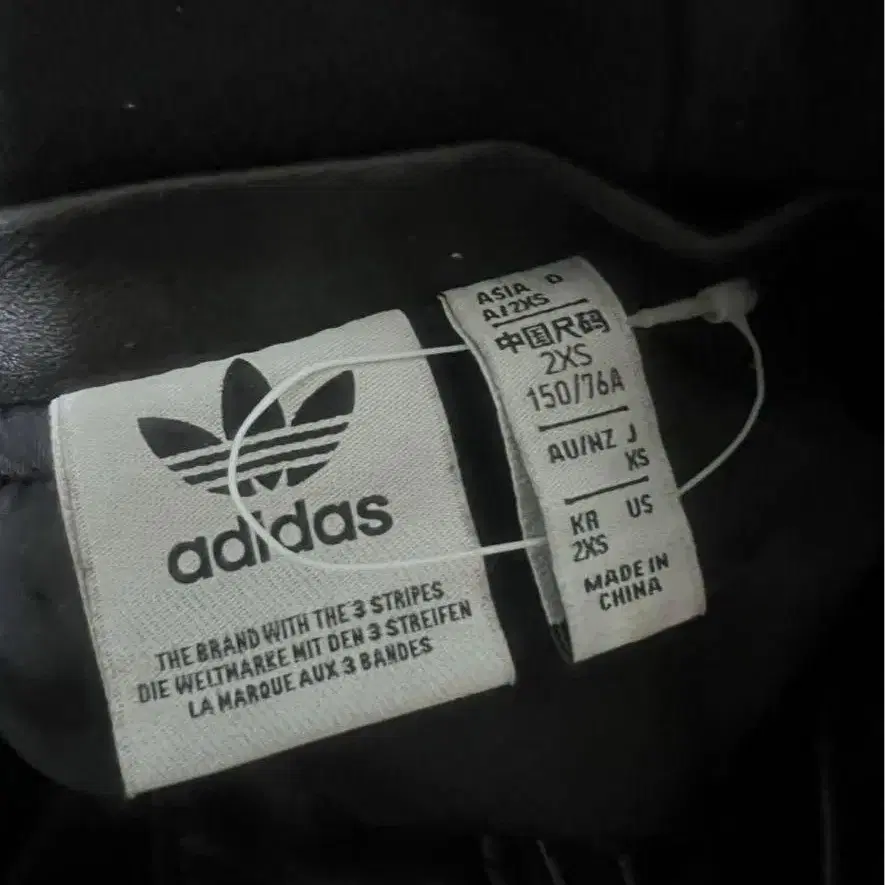 adidas
THE BRAND WITH THE 3 STRIPES
DIE WELTMARKE MIT DEN 3 STREIFEN
LA MARQUE AUX 3 BANDES
ASIA D
A/2XS
中国尺码
2XS
150/76A
AU/NZ J
XS
KR US
2XS
MADE IN
CHINA